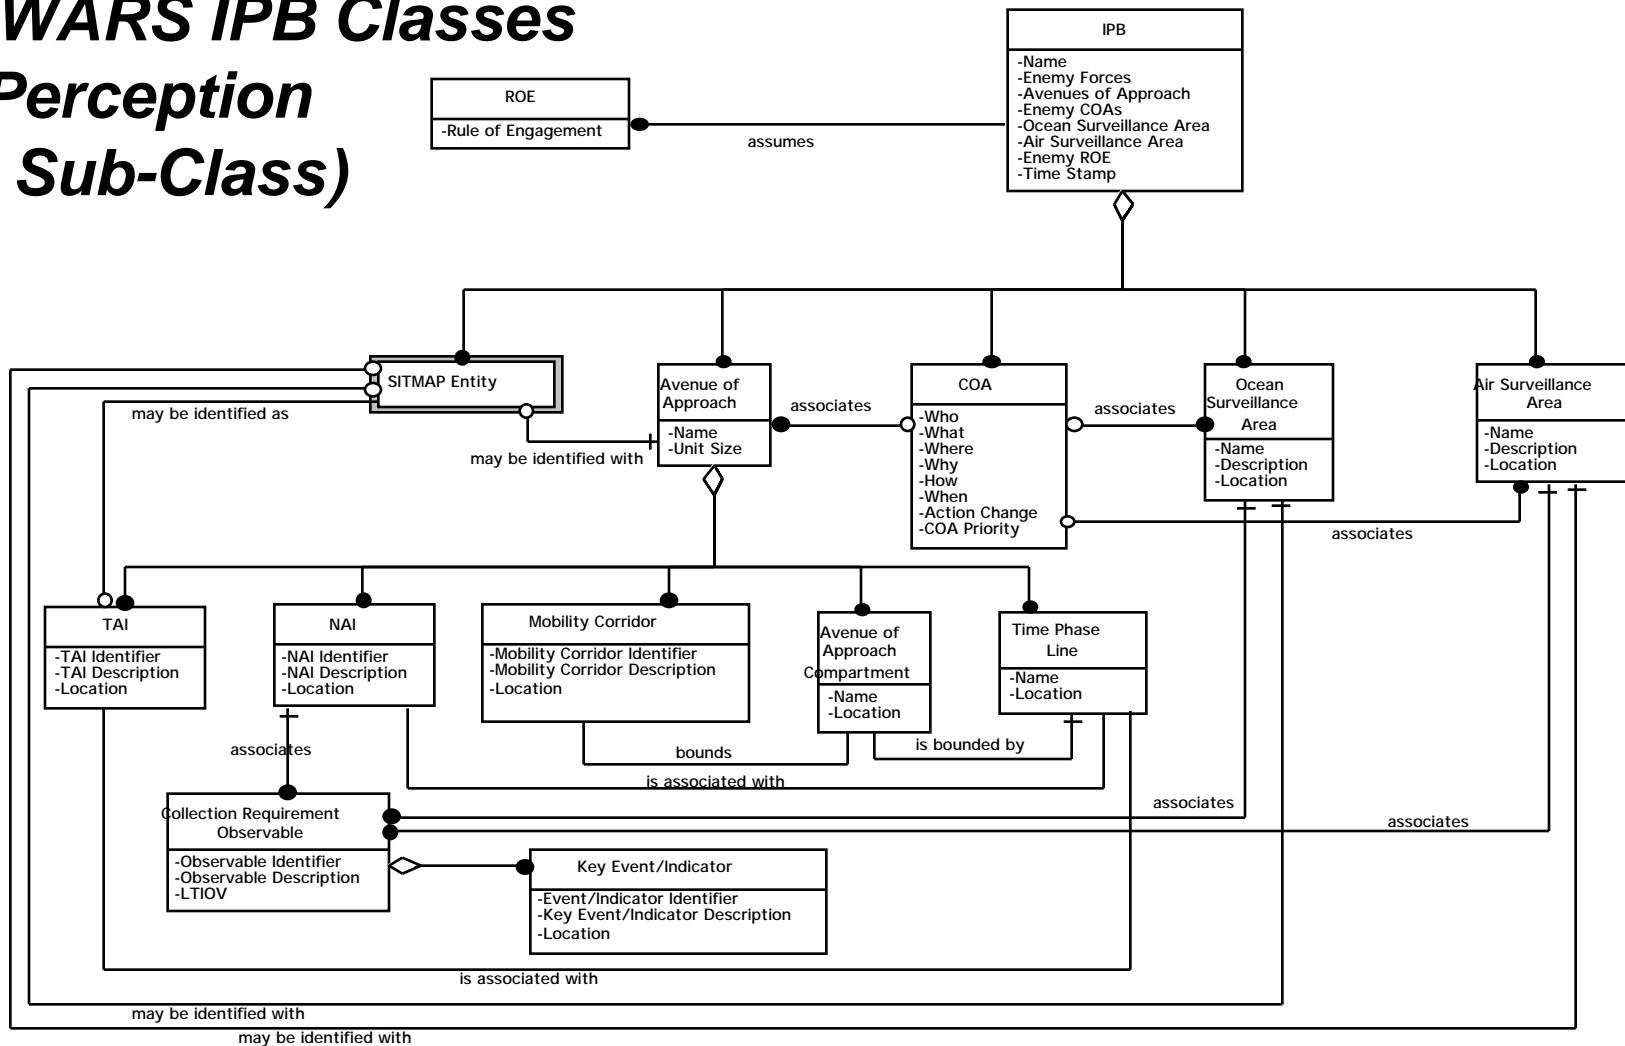 WARS IPB Classes
Perception
Sub-Class)
IPB
-Name
-Enemy Forces
-Avenues of Approach
-Enemy COAs
-Ocean Surveillance Area
-Air Surveillance Area
-Enemy ROE
-Time Stamp
ROE
-Rule of Engagement
assumes
SITMAP Entity
may be identified as
may be identified with
Avenue of
Approach
-Name
-Unit Size
associates
COA
-Who
-What
-Where
-Why
-How
-When
-Action Change
-COA Priority
associates
Ocean
Surveillance
Area
-Name
-Description
-Location
Air Surveillance
Area
-Name
-Description
-Location
associates
TAI
-TAI Identifier
-TAI Description
-Location
NAI
-NAI Identifier
-NAI Description
-Location
Mobility Corridor
-Mobility Corridor Identifier
-Mobility Corridor Description
-Location
Avenue of
Approach
Compartment
-Name
-Location
Time Phase
Line
-Name
-Location
associates
bounds
is bounded by
is associated with
Collection Requirement
Observable
-Observable Identifier
-Observable Description
-LTIOV
associates
associates
Key Event/Indicator
-Event/Indicator Identifier
-Key Event/Indicator Description
-Location
is associated with
may be identified with
may be identified with